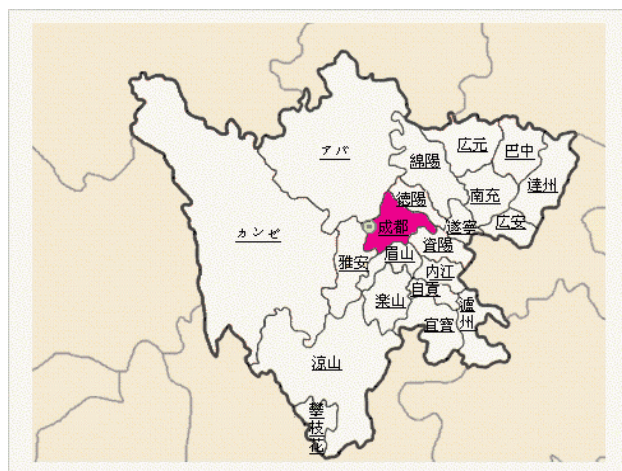 アバ
綿陽
広元
巴中
達州
徳陽
南充
成都
遂寧
広安
カンゼ
資陽
雅安
眉山
内江
楽山
自貢
瀘州
宜賓
涼山
攀枝花